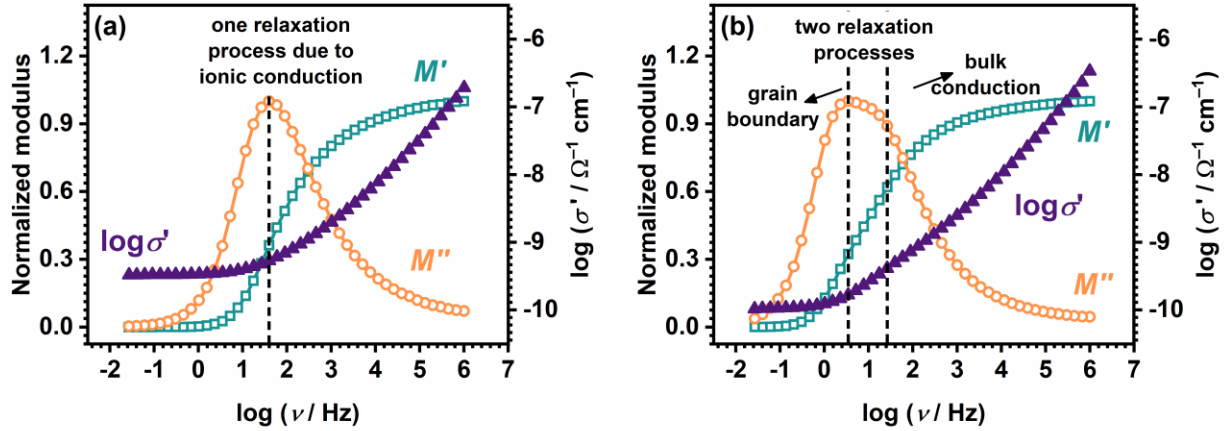 (a)
one relaxation
process due to
ionic conduction
M'
logσ'
M"
Normalized modulus
1.2
0.9
0.6
0.3
0.0
-6
-7
-8
-9
-10
log (σ' / Ω⁻¹ cm⁻¹)
-2 -1 0 1 2 3 4 5 6 7
log (ν / Hz)
(b)
two relaxation
processes
grain
boundary
bulk
conduction
M'
logσ'
M"
Normalized modulus
1.2
0.9
0.6
0.3
0.0
-6
-7
-8
-9
-10
log (σ' / Ω⁻¹ cm⁻¹)
-2 -1 0 1 2 3 4 5 6 7
log (ν / Hz)